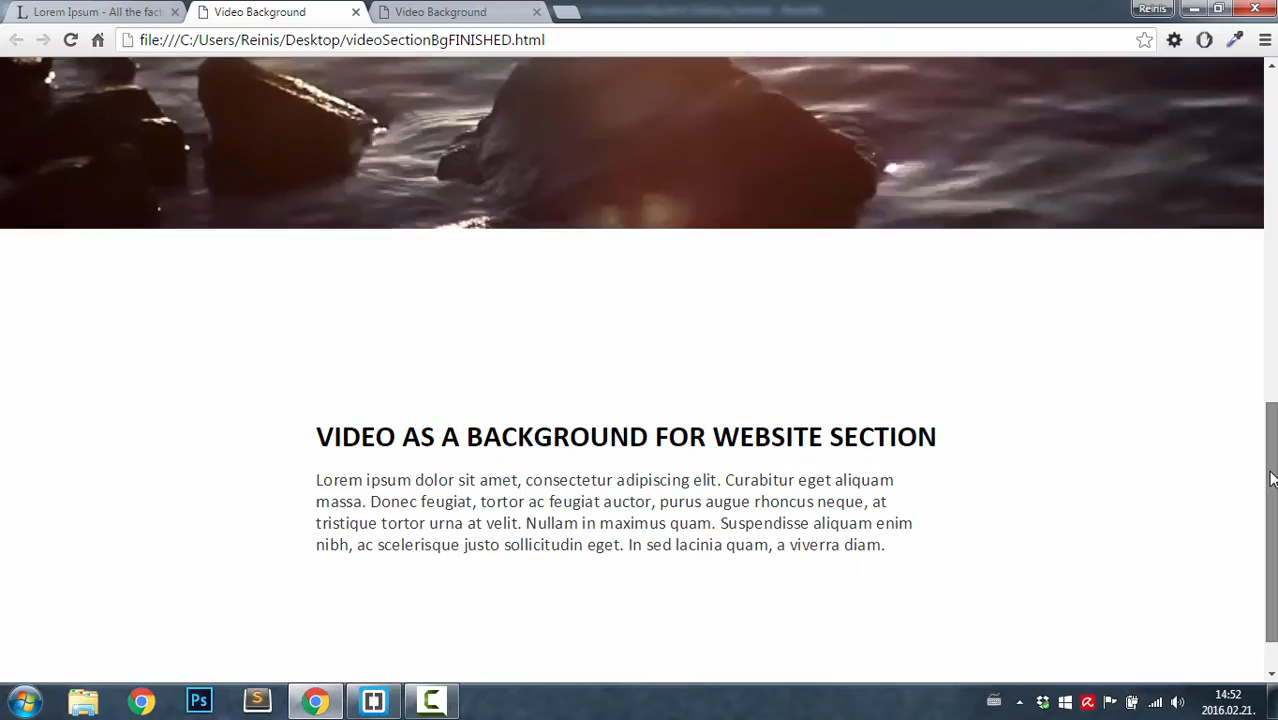 Lorem Ipsum - All the fact
Video Background
Video Background
Reinis
file:///C:/Users/Reinis/Desktop/videoSectionBgFINISHED.html
VIDEO AS A BACKGROUND FOR WEBSITE SECTION
Lorem ipsum dolor sit amet, consectetur adipiscing elit. Curabitur eget aliquam
massa. Donec feugiat, tortor ac feugiat auctor, purus augue rhoncus neque, at
tristique tortor urna at velit. Nullam in maximus quam. Suspendisse aliquam enim
nibh, ac scelerisque justo sollicitudin eget. In sed lacinia quam, a viverra diam.
Ps
S
C
14:52
2016.02.21.